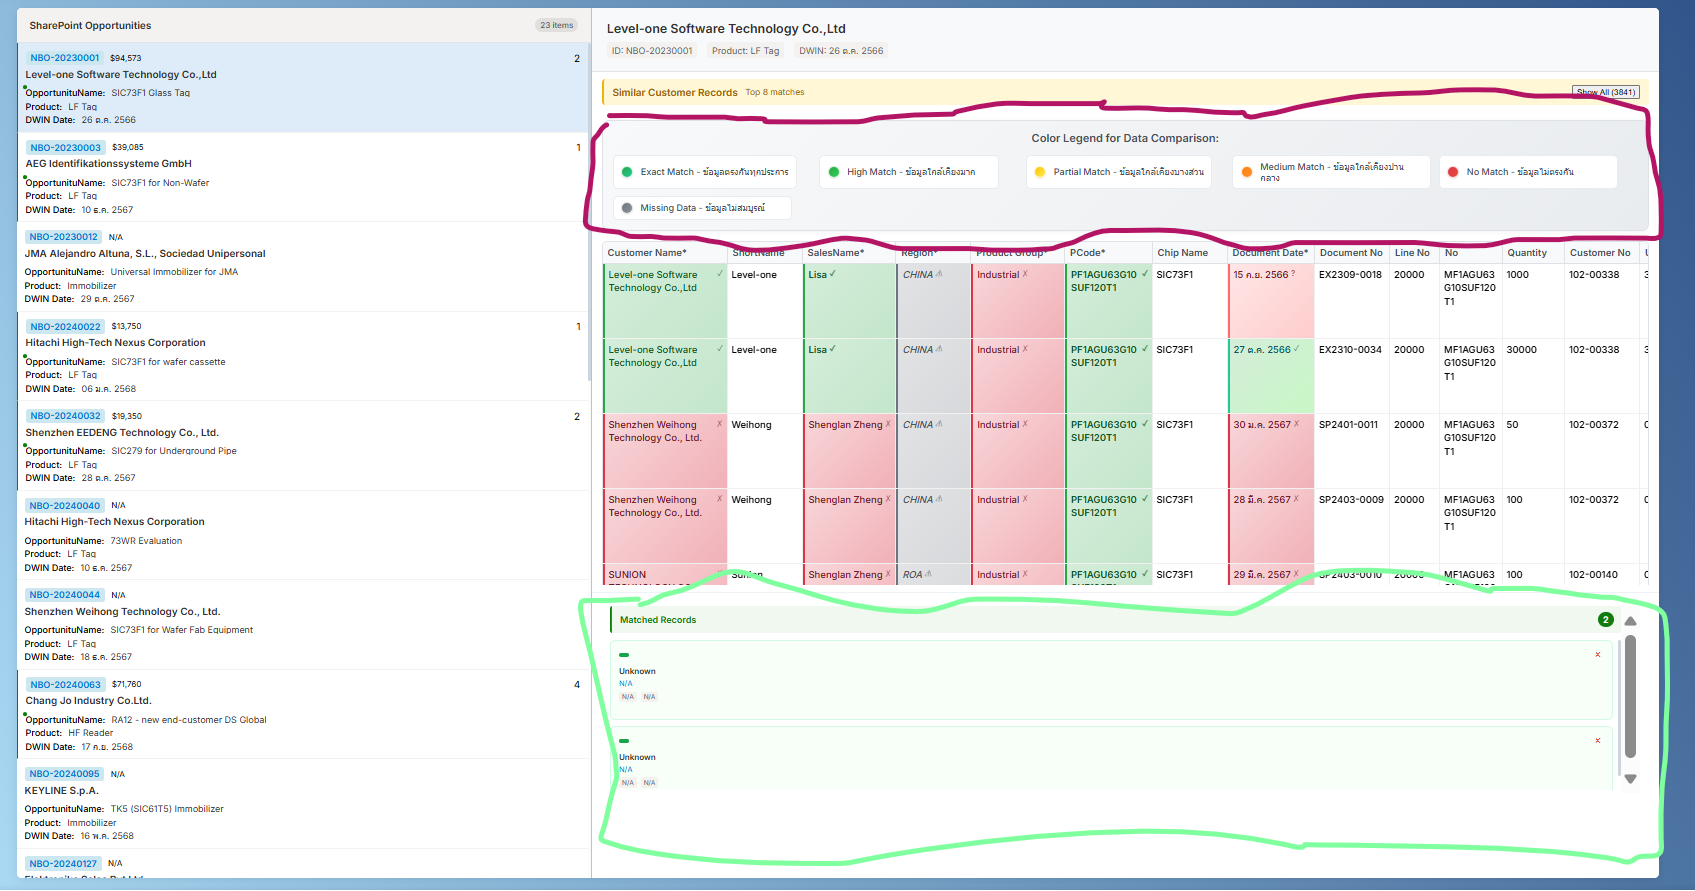 SharePoint Opportunities
23 items
NBO-20230001 $94,573 2
Level-one Software Technology Co.,Ltd
OpportunituName: SIC73F1 Glass Tag
Product: LF Tag
DWIN Date: 26 ต.ค. 2566
NBO-20230003 $39,085 1
AEG Identifikationssysteme GmbH
OpportunituName: SIC73F1 for Non-Wafer
Product: LF Tag
DWIN Date: 10 ธ.ค. 2567
NBO-20230012 N/A
JMA Alejandro Altuna, S.L., Sociedad Unipersonal
OpportunituName: Universal Immobilizer for JMA
Product: Immobilizer
DWIN Date: 29 ต.ค. 2567
NBO-20240022 $13,750 1
Hitachi High-Tech Nexus Corporation
OpportunituName: SIC73F1 for wafer cassette
Product: LF Tag
DWIN Date: 06 ม.ค. 2568
NBO-20240032 $19,350 2
Shenzhen EEDENG Technology Co., Ltd.
OpportunituName: SIC279 for Underground Pipe
Product: LF Tag
DWIN Date: 28 ต.ค. 2567
NBO-20240040 N/A
Hitachi High-Tech Nexus Corporation
OpportunituName: 73WR Evaluation
Product: LF Tag
DWIN Date: 10 ธ.ค. 2567
NBO-20240044 N/A
Shenzhen Weihong Technology Co., Ltd.
OpportunituName: SIC73F1 for Wafer Fab Equipment
Product: LF Tag
DWIN Date: 18 ธ.ค. 2567
NBO-20240063 $71,760 4
Chang Jo Industry Co.Ltd.
OpportunituName: RA12 - new end-customer DS Global
Product: HF Reader
DWIN Date: 17 ก.ย. 2568
NBO-20240095 N/A
KEYLINE S.p.A.
OpportunituName: TK5 (SIC61T5) Immobilizer
Product: Immobilizer
DWIN Date: 16 พ.ค. 2568
NBO-20240127 N/A
Level-one Software Technology Co.,Ltd
ID: NBO-20230001 Product: LF Tag DWIN: 26 ต.ค. 2566
Similar Customer Records Top 8 matches
Show All (3841)
Color Legend for Data Comparison:
Exact Match - ข้อมูลตรงกันทุกประการ
High Match - ข้อมูลใกล้เคียงมาก
Partial Match - ข้อมูลใกล้เคียงบางส่วน
Medium Match - ข้อมูลใกล้เคียงปาน
กลาง
No Match - ข้อมูลไม่ตรงกัน
Missing Data - ข้อมูลไม่สมบูรณ์
Customer Name* ShortName SalesName* Region* Product Group* PCode* Chip Name Document Date* Document No Line No No Quantity Customer No
Level-one Software ✓ Level-one Lisa ✓ CHINA ⚠ Industrial ✗ PF1AGU63G10 ✓ SIC73F1 15 ก.ย. 2566 ? EX2309-0018 20000 MF1AGU63 1000 102-00338 3
Technology Co.,Ltd SUF120T1 G10SUF120
T1
Level-one Software ✓ Level-one Lisa ✓ CHINA ⚠ Industrial ✗ PF1AGU63G10 ✓ SIC73F1 27 ต.ค. 2566 ✓ EX2310-0034 20000 MF1AGU63 30000 102-00338 3
Technology Co.,Ltd SUF120T1 G10SUF120
T1
Shenzhen Weihong ✗ Weihong Shenglan Zheng ✗ CHINA ⚠ Industrial ✗ PF1AGU63G10 ✓ SIC73F1 30 ม.ค. 2567 ✗ SP2401-0011 20000 MF1AGU63 50 102-00372
Technology Co., Ltd. SUF120T1 G10SUF120
T1
Shenzhen Weihong ✗ Weihong Shenglan Zheng ✗ CHINA ⚠ Industrial ✗ PF1AGU63G10 ✓ SIC73F1 28 มี.ค. 2567 ✗ SP2403-0009 20000 MF1AGU63 100 102-00372
Technology Co., Ltd. SUF120T1 G10SUF120
T1
SUNION Sunion Shenglan Zheng ✗ ROA ⚠ Industrial ✗ PF1AGU63G10 ✓ SIC73F1 29 มี.ค. 2567 ✗ SP2403-0010 20000 MF1AGU63 100 102-00140
Matched Records 2
×
Unknown
N/A
N/A N/A
×
Unknown
N/A
N/A N/A